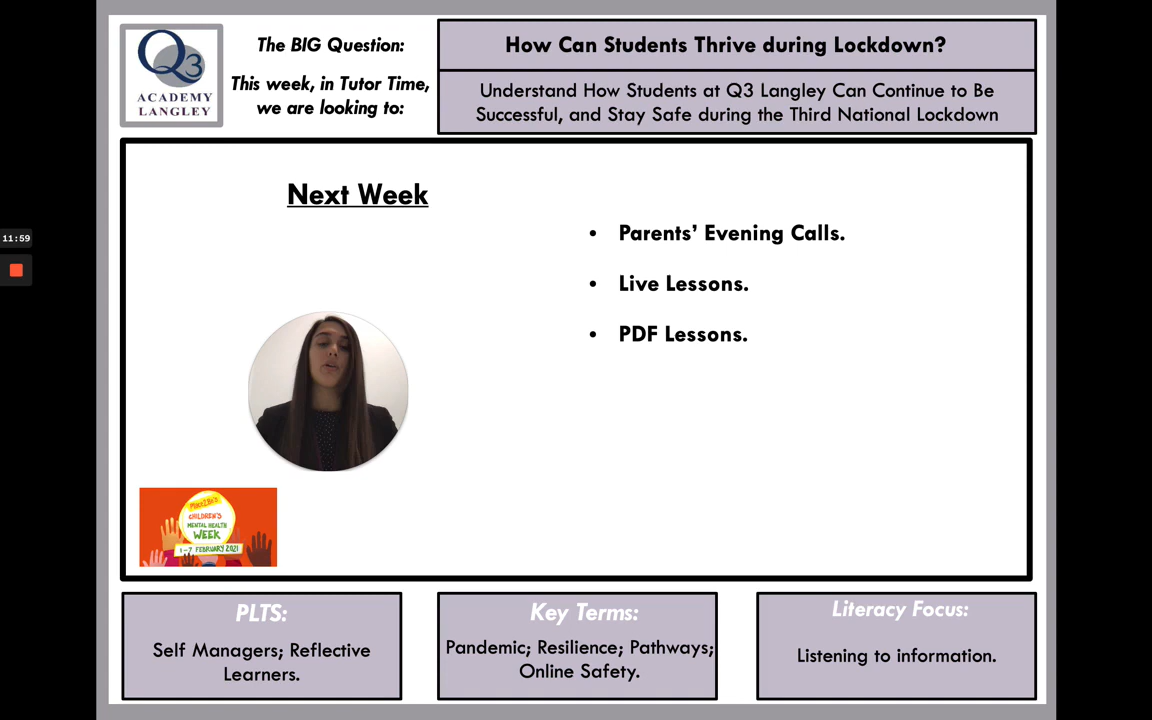 Q3
ACADEMY
LANGLEY
The BIG Question:
This week, in Tutor Time,
we are looking to:
How Can Students Thrive during Lockdown?
Understand How Students at Q3 Langley Can Continue to Be
Successful, and Stay Safe during the Third National Lockdown
11:59
Next Week
• Parents’ Evening Calls.
• Live Lessons.
• PDF Lessons.
CHILDREN'S
MENTAL HEALTH
WEEK
1-7 FEBRUARY 2021
PLTS:
Self Managers; Reflective
Learners.
Key Terms:
Pandemic; Resilience; Pathways;
Online Safety.
Literacy Focus:
Listening to information.